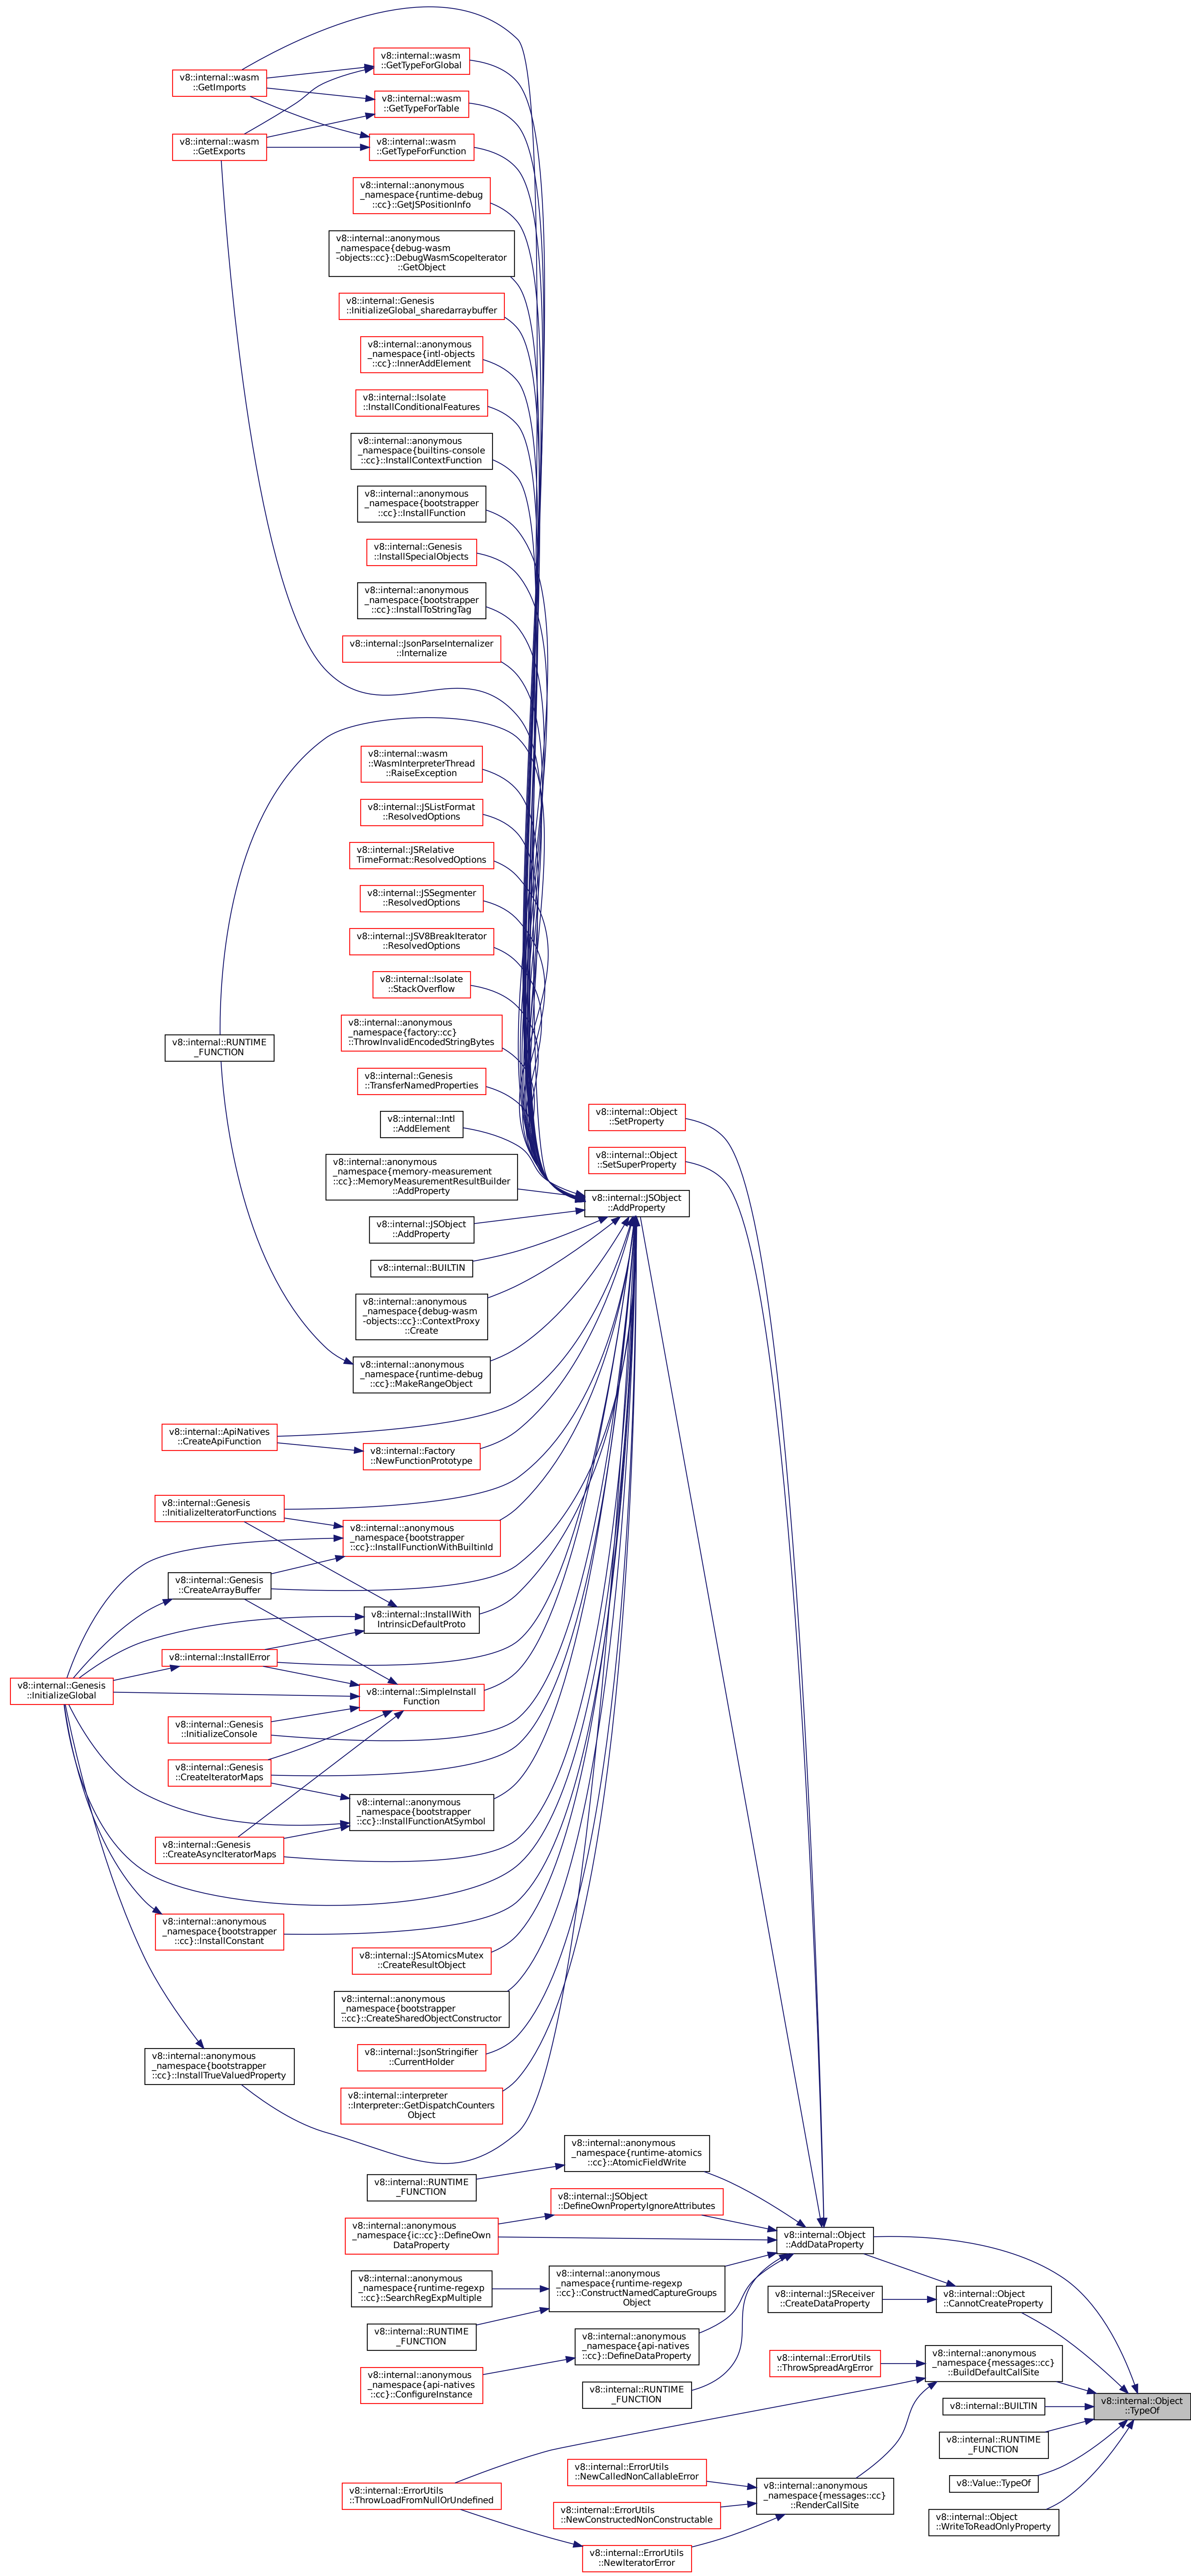 v8::internal::wasm
::GetTypeForGlobal
v8::internal::wasm
::GetImports
v8::internal::wasm
::GetTypeForTable
v8::internal::wasm
::GetExports
v8::internal::wasm
::GetTypeForFunction
v8::internal::anonymous
_namespace{runtime-debug
::cc}::GetJSPositionInfo
v8::internal::anonymous
_namespace{debug-wasm
-objects::cc}::DebugWasmScopeIterator
::GetObject
v8::internal::Genesis
::InitializeGlobal_sharedarraybuffer
v8::internal::anonymous
_namespace{intl-objects
::cc}::InnerAddElement
v8::internal::Isolate
::InstallConditionalFeatures
v8::internal::anonymous
_namespace{builtins-console
::cc}::InstallContextFunction
v8::internal::anonymous
_namespace{bootstrapper
::cc}::InstallFunction
v8::internal::Genesis
::InstallSpecialObjects
v8::internal::anonymous
_namespace{bootstrapper
::cc}::InstallToStringTag
v8::internal::JsonParseInternalizer
::Internalize
v8::internal::wasm
::WasmInterpreterThread
::RaiseException
v8::internal::JSListFormat
::ResolvedOptions
v8::internal::JSRelative
TimeFormat::ResolvedOptions
v8::internal::JSSegmenter
::ResolvedOptions
v8::internal::JSV8BreakIterator
::ResolvedOptions
v8::internal::Isolate
::StackOverflow
v8::internal::anonymous
_namespace{factory::cc}
::ThrowInvalidEncodedStringBytes
v8::internal::RUNTIME
_FUNCTION
v8::internal::Genesis
::TransferNamedProperties
v8::internal::Intl
::AddElement
v8::internal::Object
::SetProperty
v8::internal::Object
::SetSuperProperty
v8::internal::anonymous
_namespace{memory-measurement
::cc}::MemoryMeasurementResultBuilder
::AddProperty
v8::internal::JSObject
::AddProperty
v8::internal::JSObject
::AddProperty
v8::internal::BUILTIN
v8::internal::anonymous
_namespace{debug-wasm
-objects::cc}::ContextProxy
::Create
v8::internal::anonymous
_namespace{runtime-debug
::cc}::MakeRangeObject
v8::internal::ApiNatives
::CreateApiFunction
v8::internal::Factory
::NewFunctionPrototype
v8::internal::Genesis
::InitializeIteratorFunctions
v8::internal::anonymous
_namespace{bootstrapper
::cc}::InstallFunctionWithBuiltinId
v8::internal::Genesis
::CreateArrayBuffer
v8::internal::InstallWith
IntrinsicDefaultProto
v8::internal::InstallError
v8::internal::Genesis
::InitializeGlobal
v8::internal::SimpleInstall
Function
v8::internal::Genesis
::InitializeConsole
v8::internal::Genesis
::CreateIteratorMaps
v8::internal::anonymous
_namespace{bootstrapper
::cc}::InstallFunctionAtSymbol
v8::internal::Genesis
::CreateAsyncIteratorMaps
v8::internal::anonymous
_namespace{bootstrapper
::cc}::InstallConstant
v8::internal::JSAtomicsMutex
::CreateResultObject
v8::internal::anonymous
_namespace{bootstrapper
::cc}::CreateSharedObjectConstructor
v8::internal::JsonStringifier
::CurrentHolder
v8::internal::anonymous
_namespace{bootstrapper
::cc}::InstallTrueValuedProperty
v8::internal::interpreter
::Interpreter::GetDispatchCounters
Object
v8::internal::anonymous
_namespace{runtime-atomics
::cc}::AtomicFieldWrite
v8::internal::RUNTIME
_FUNCTION
v8::internal::JSObject
::DefineOwnPropertyIgnoreAttributes
v8::internal::anonymous
_namespace{ic::cc}::DefineOwn
DataProperty
v8::internal::Object
::AddDataProperty
v8::internal::anonymous
_namespace{runtime-regexp
::cc}::SearchRegExpMultiple
v8::internal::anonymous
_namespace{runtime-regexp
::cc}::ConstructNamedCaptureGroups
Object
v8::internal::JSReceiver
::CreateDataProperty
v8::internal::Object
::CannotCreateProperty
v8::internal::RUNTIME
_FUNCTION
v8::internal::anonymous
_namespace{api-natives
::cc}::DefineDataProperty
v8::internal::ErrorUtils
::ThrowSpreadArgError
v8::internal::anonymous
_namespace{messages::cc}
::BuildDefaultCallSite
v8::internal::anonymous
_namespace{api-natives
::cc}::ConfigureInstance
v8::internal::RUNTIME
_FUNCTION
v8::internal::Object
::TypeOf
v8::internal::BUILTIN
v8::internal::RUNTIME
_FUNCTION
v8::internal::ErrorUtils
::NewCalledNonCallableError
v8::Value::TypeOf
v8::internal::ErrorUtils
::ThrowLoadFromNullOrUndefined
v8::internal::anonymous
_namespace{messages::cc}
::RenderCallSite
v8::internal::ErrorUtils
::NewConstructedNonConstructable
v8::internal::Object
::WriteToReadOnlyProperty
v8::internal::ErrorUtils
::NewIteratorError